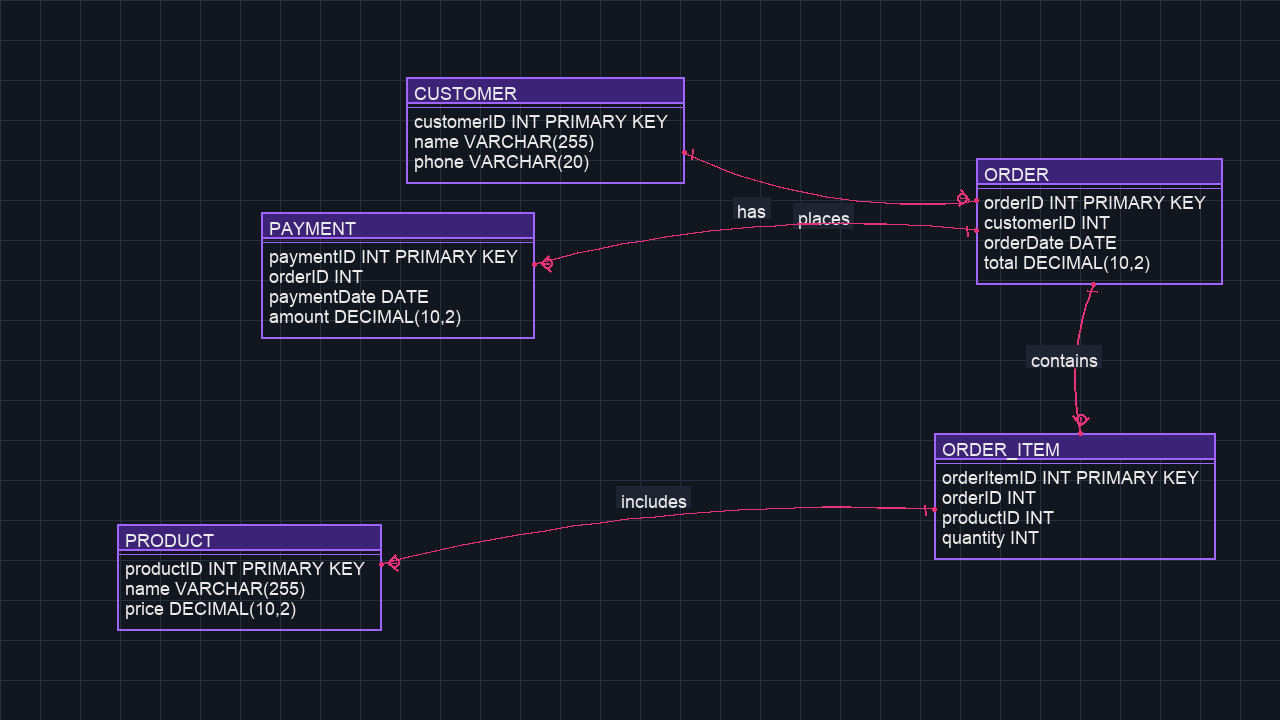 CUSTOMER
customerID INT PRIMARY KEY
name VARCHAR(255)
phone VARCHAR(20)
ORDER
orderID INT PRIMARY KEY
customerID INT
orderDate DATE
total DECIMAL(10,2)
has
places
PAYMENT
paymentID INT PRIMARY KEY
orderID INT
paymentDate DATE
amount DECIMAL(10,2)
contains
ORDER_ITEM
orderItemID INT PRIMARY KEY
orderID INT
productID INT
quantity INT
includes
PRODUCT
productID INT PRIMARY KEY
name VARCHAR(255)
price DECIMAL(10,2)